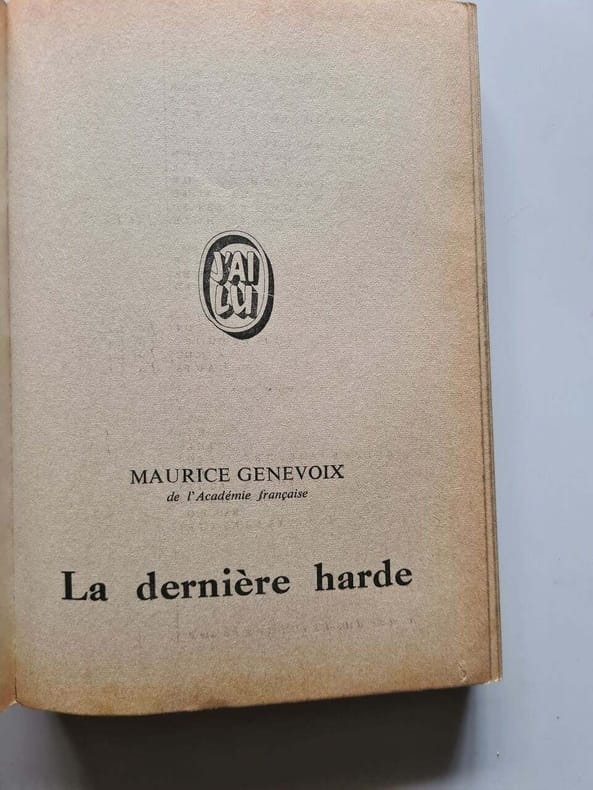 J'AI
LU
MAURICE GENEVOIX
de l'Académie française
La dernière harde